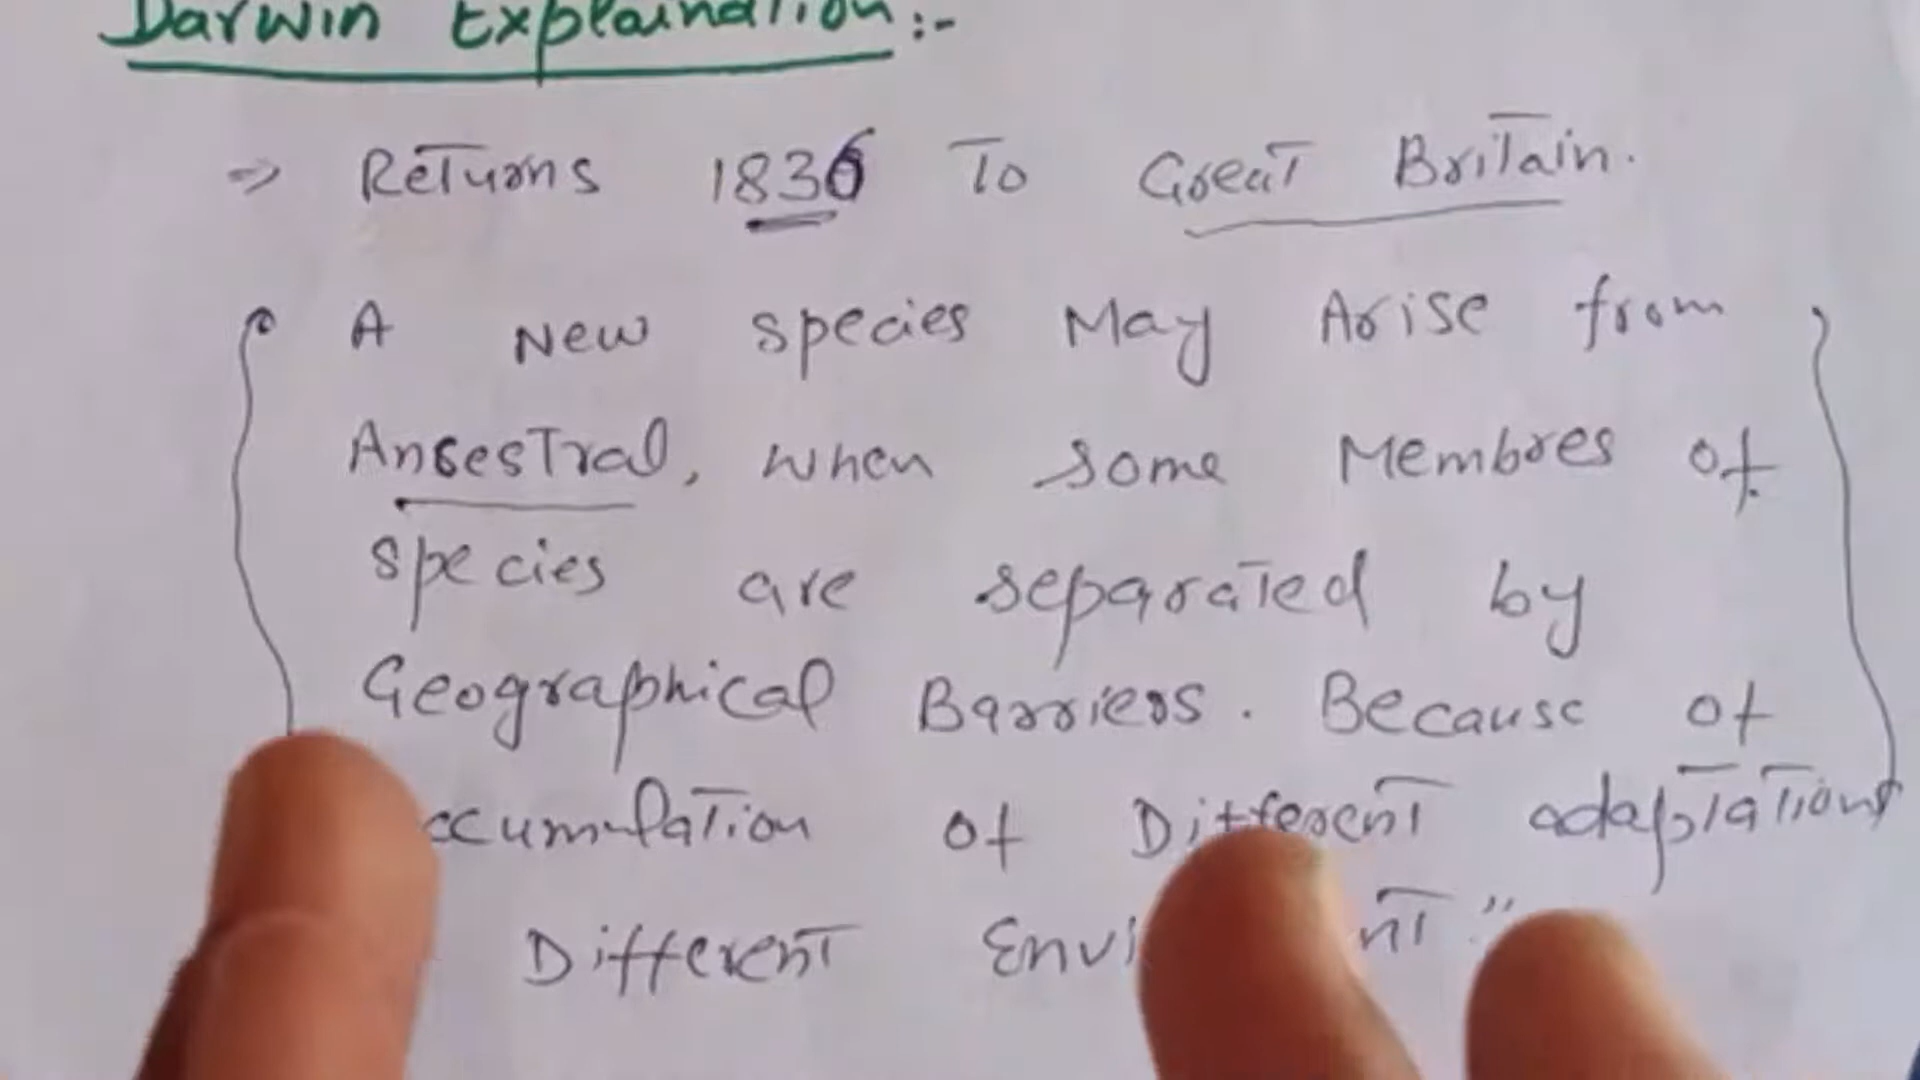 Darwin Explaination :-
⇒ Returns 1836 To Great Britain.
A New species May Arise from
Ansestral, when some Membres of
species are separated by
Geographical Barriers. Because of
ccumulation of Different adaptations
Different nt"